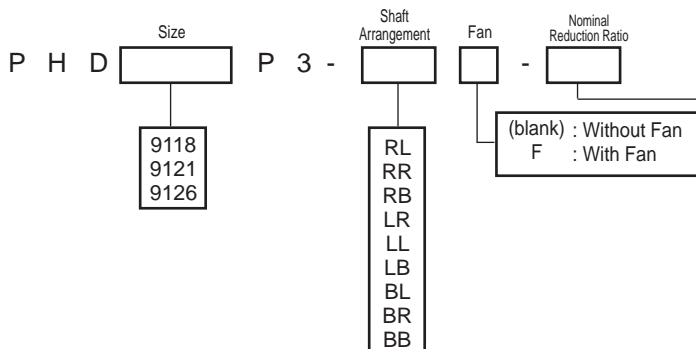 Size
Shaft
Arrangement
Fan
Nominal
Reduction Ratio
P H D P 3 - -
9118
9121
9126
RL
RR
RB
LR
LL
LB
BL
BR
BB
(blank) : Without Fan
F : With Fan